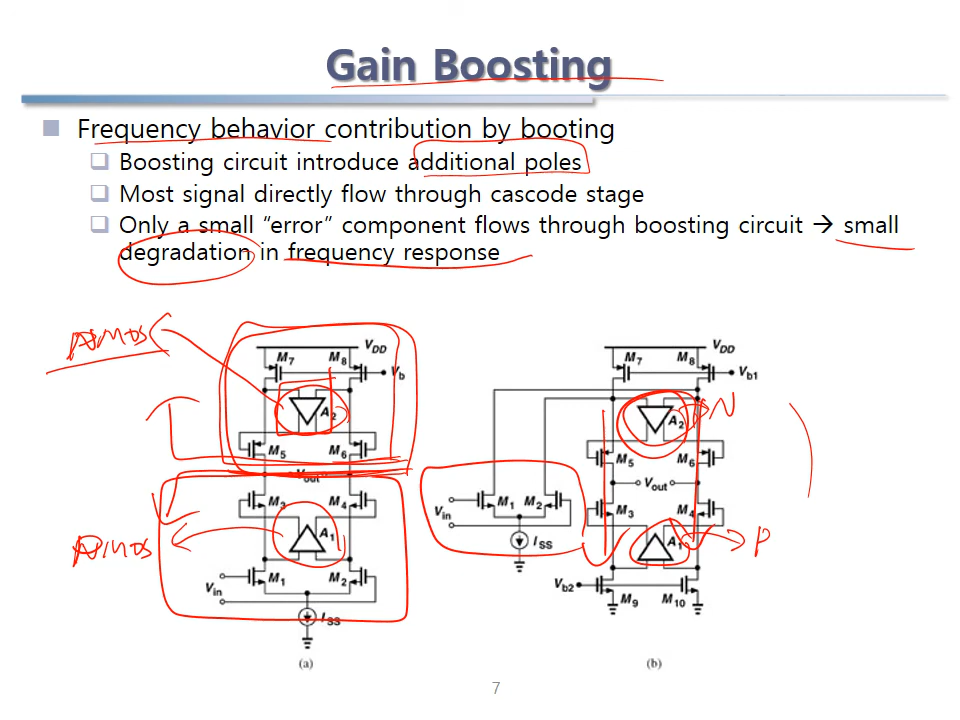 Gain Boosting
Frequency behavior contribution by booting
Boosting circuit introduce additional poles
Most signal directly flow through cascode stage
Only a small "error" component flows through boosting circuit → small
degradation in frequency response
M7 M8 VDD
Vb
A2
M5 M6
Vout
M3 M4
A1
M1 M2
Vin
ISS
(a)
M7 M8 VDD
Vb1
A2 N
M5 M6
Vout
M1 M2
Vin
M3 M4
ISS
A1 P
Vb2
M9 M10
(b)
7